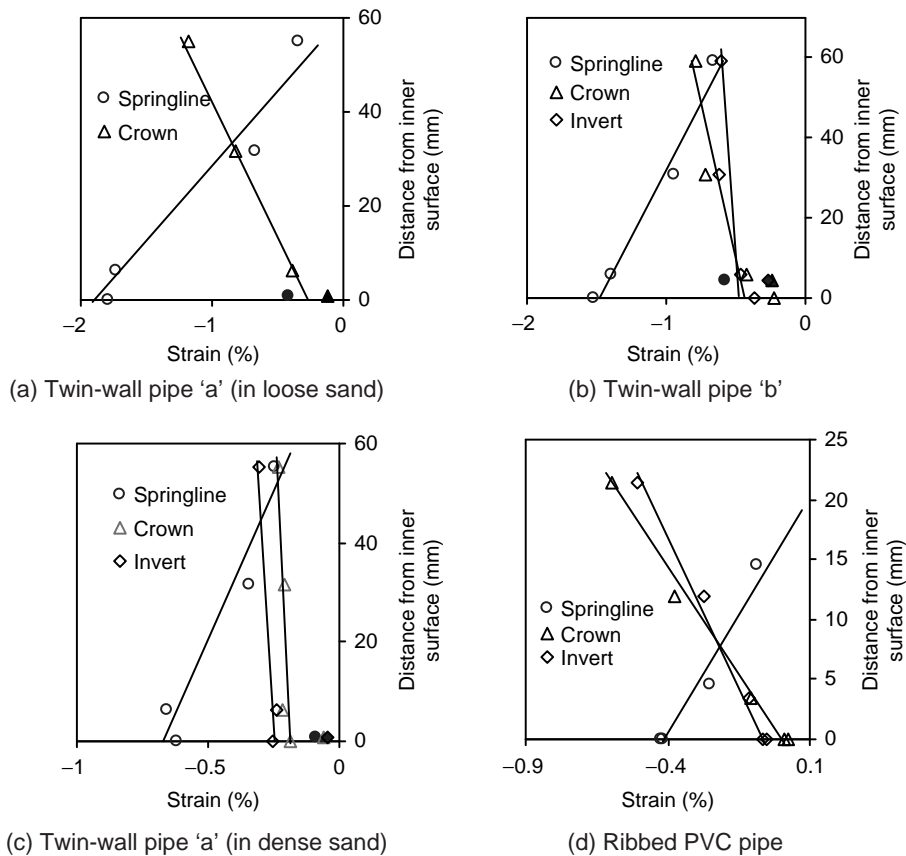 60
Springline
Crown
40
20
0
−2
−1
0
Strain (%)
Distance from inner
surface (mm)
(a) Twin-wall pipe ‘a’ (in loose sand)
60
Springline
Crown
Invert
40
20
0
−2
−1
0
Strain (%)
Distance from inner
surface (mm)
(b) Twin-wall pipe ‘b’
60
Springline
Crown
Invert
40
20
0
−1
−0.5
0
Strain (%)
Distance from inner
surface (mm)
(c) Twin-wall pipe ‘a’ (in dense sand)
25
20
15
Springline
Crown
Invert
10
5
0
−0.9
−0.4
0.1
Strain (%)
Distance from inner
surface (mm)
(d) Ribbed PVC pipe